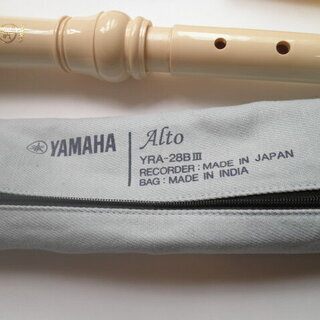 YAMAHA
Alto
YRA-28BIII
RECORDER: MADE IN JAPAN
BAG: MADE IN INDIA